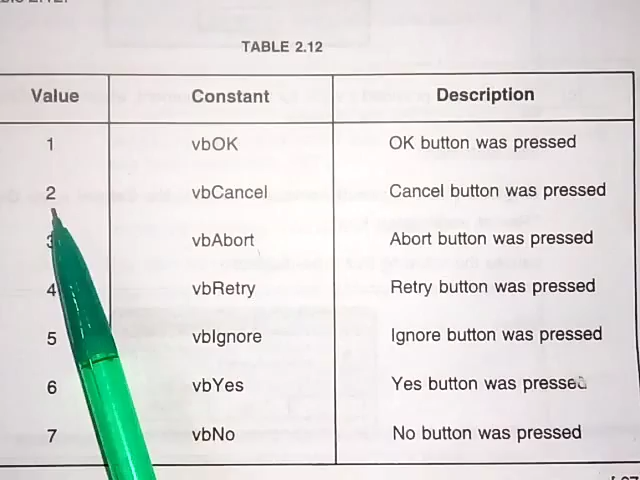 TABLE 2.12
Value Constant Description
1 vbOK OK button was pressed
2 vbCancel Cancel button was pressed
3 vbAbort Abort button was pressed
4 vbRetry Retry button was pressed
5 vbIgnore Ignore button was pressed
6 vbYes Yes button was pressed
7 vbNo No button was pressed